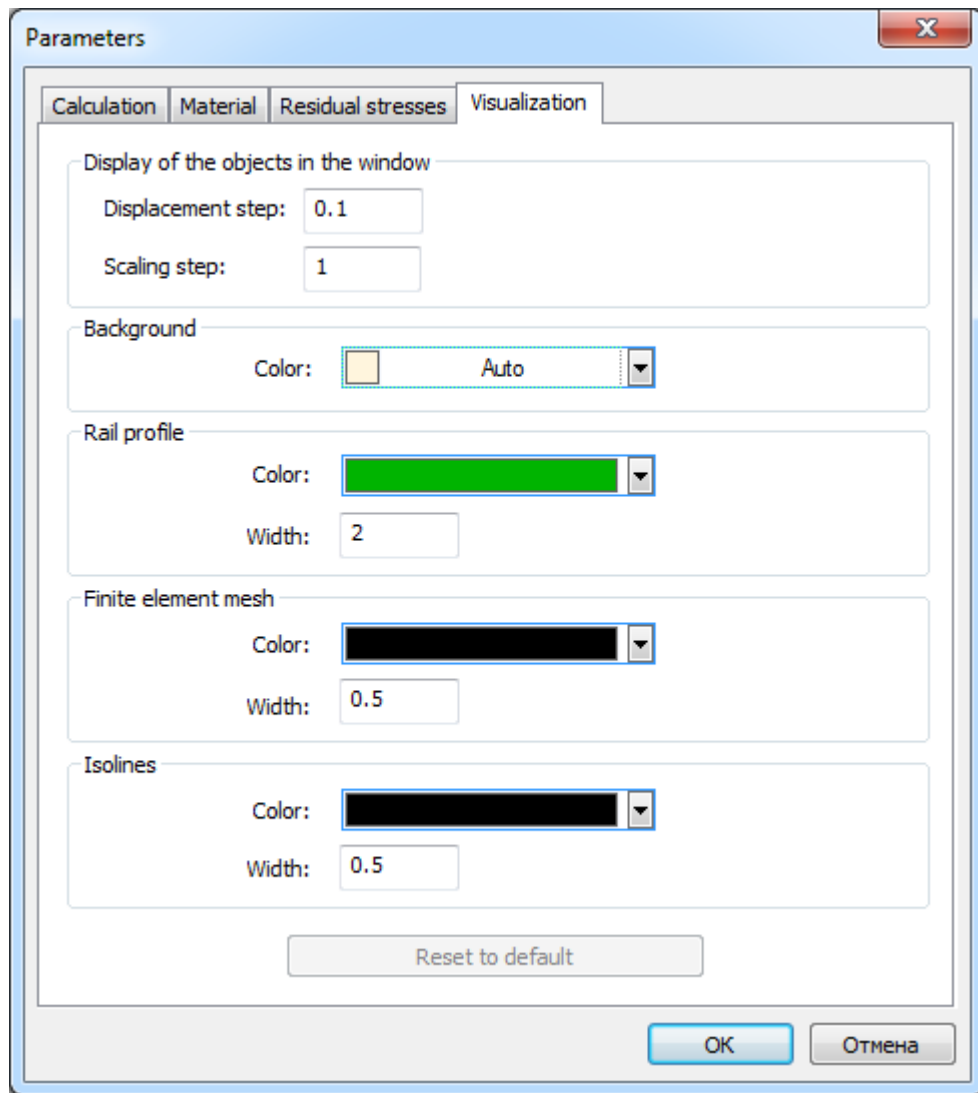 Parameters
Calculation Material Residual stresses Visualization
Display of the objects in the window
Displacement step: 0.1
Scaling step: 1
Background
Color: Auto
Rail profile
Color:
Width: 2
Finite element mesh
Color:
Width: 0.5
Isolines
Color:
Width: 0.5
Reset to default
OK Отмена